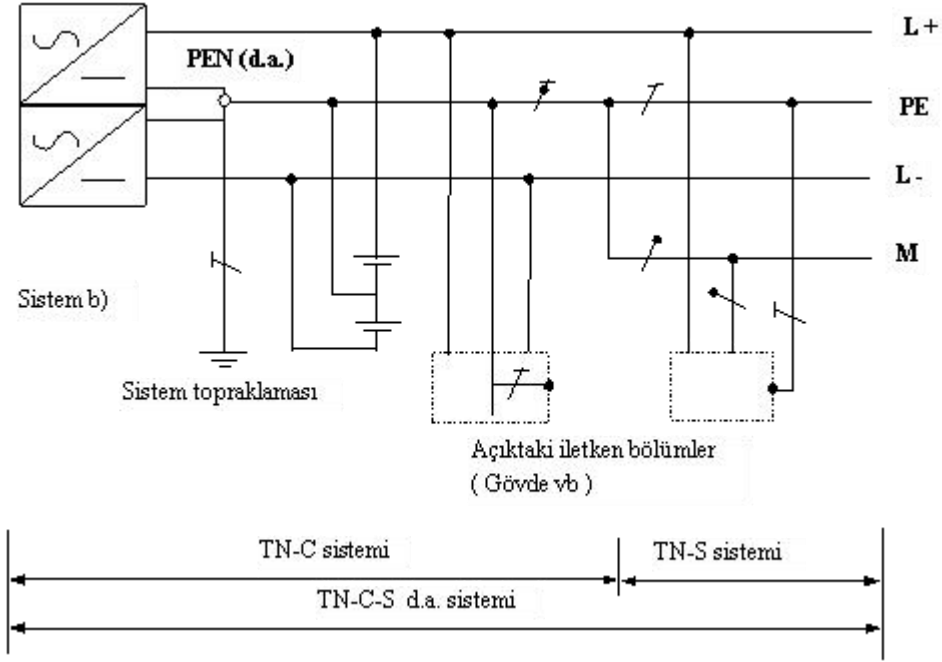 L +
PEN (d.a.)
PE
L -
M
Sistem b)
Sistem topraklaması
Açıktaki iletken bölümler
( Gövde vb )
TN-C sistemi
TN-S sistemi
TN-C-S d.a. sistemi